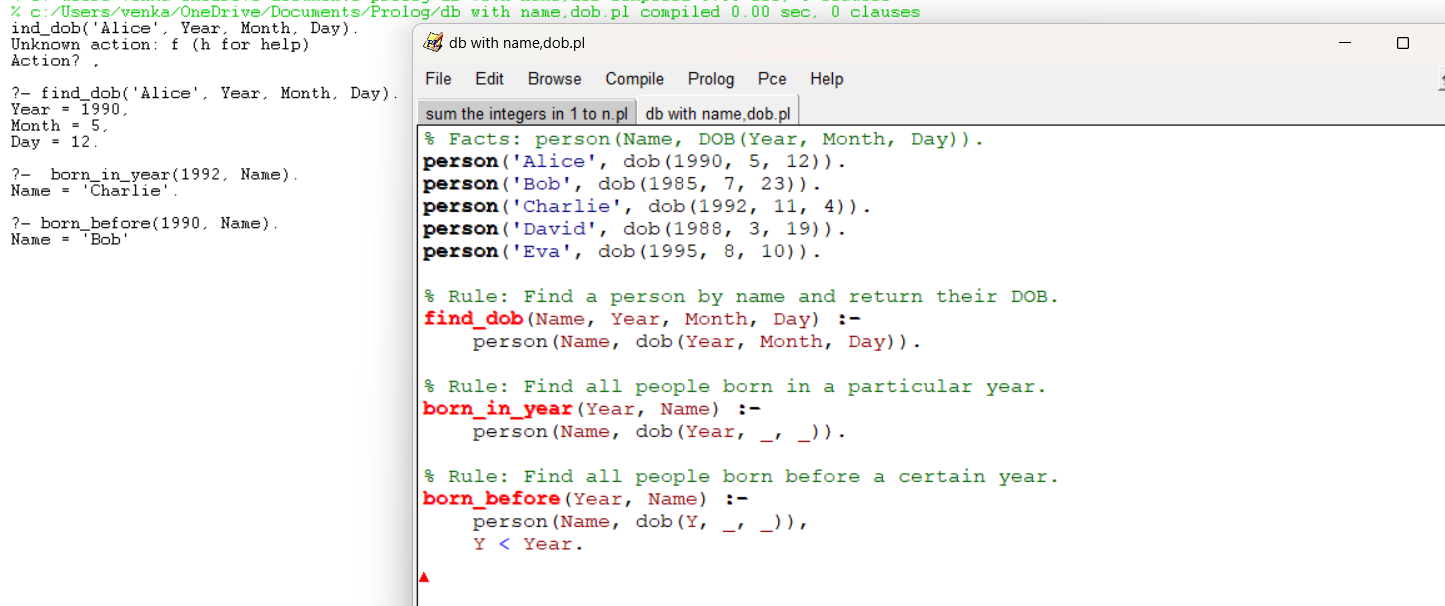 % c:/Users/venka/OneDrive/Documents/Prolog/db with name,dob.pl compiled 0.00 sec, 0 clauses
ind_dob('Alice', Year, Month, Day).
Unknown action: f (h for help)
Action? .
?- find_dob('Alice', Year, Month, Day).
Year = 1990,
Month = 5,
Day = 12.
?-  born_in_year(1992, Name).
Name = 'Charlie'.
?- born_before(1990, Name).
Name = 'Bob'
db with name,dob.pl
File Edit Browse Compile Prolog Pce Help
sum the integers in 1 to n.pl db with name,dob.pl
% Facts: person(Name, DOB(Year, Month, Day)).
person('Alice', dob(1990, 5, 12)).
person('Bob', dob(1985, 7, 23)).
person('Charlie', dob(1992, 11, 4)).
person('David', dob(1988, 3, 19)).
person('Eva', dob(1995, 8, 10)).
% Rule: Find a person by name and return their DOB.
find_dob(Name, Year, Month, Day) :-
    person(Name, dob(Year, Month, Day)).
% Rule: Find all people born in a particular year.
born_in_year(Year, Name) :-
    person(Name, dob(Year, _, _)).
% Rule: Find all people born before a certain year.
born_before(Year, Name) :-
    person(Name, dob(Y, _, _)),
    Y < Year.